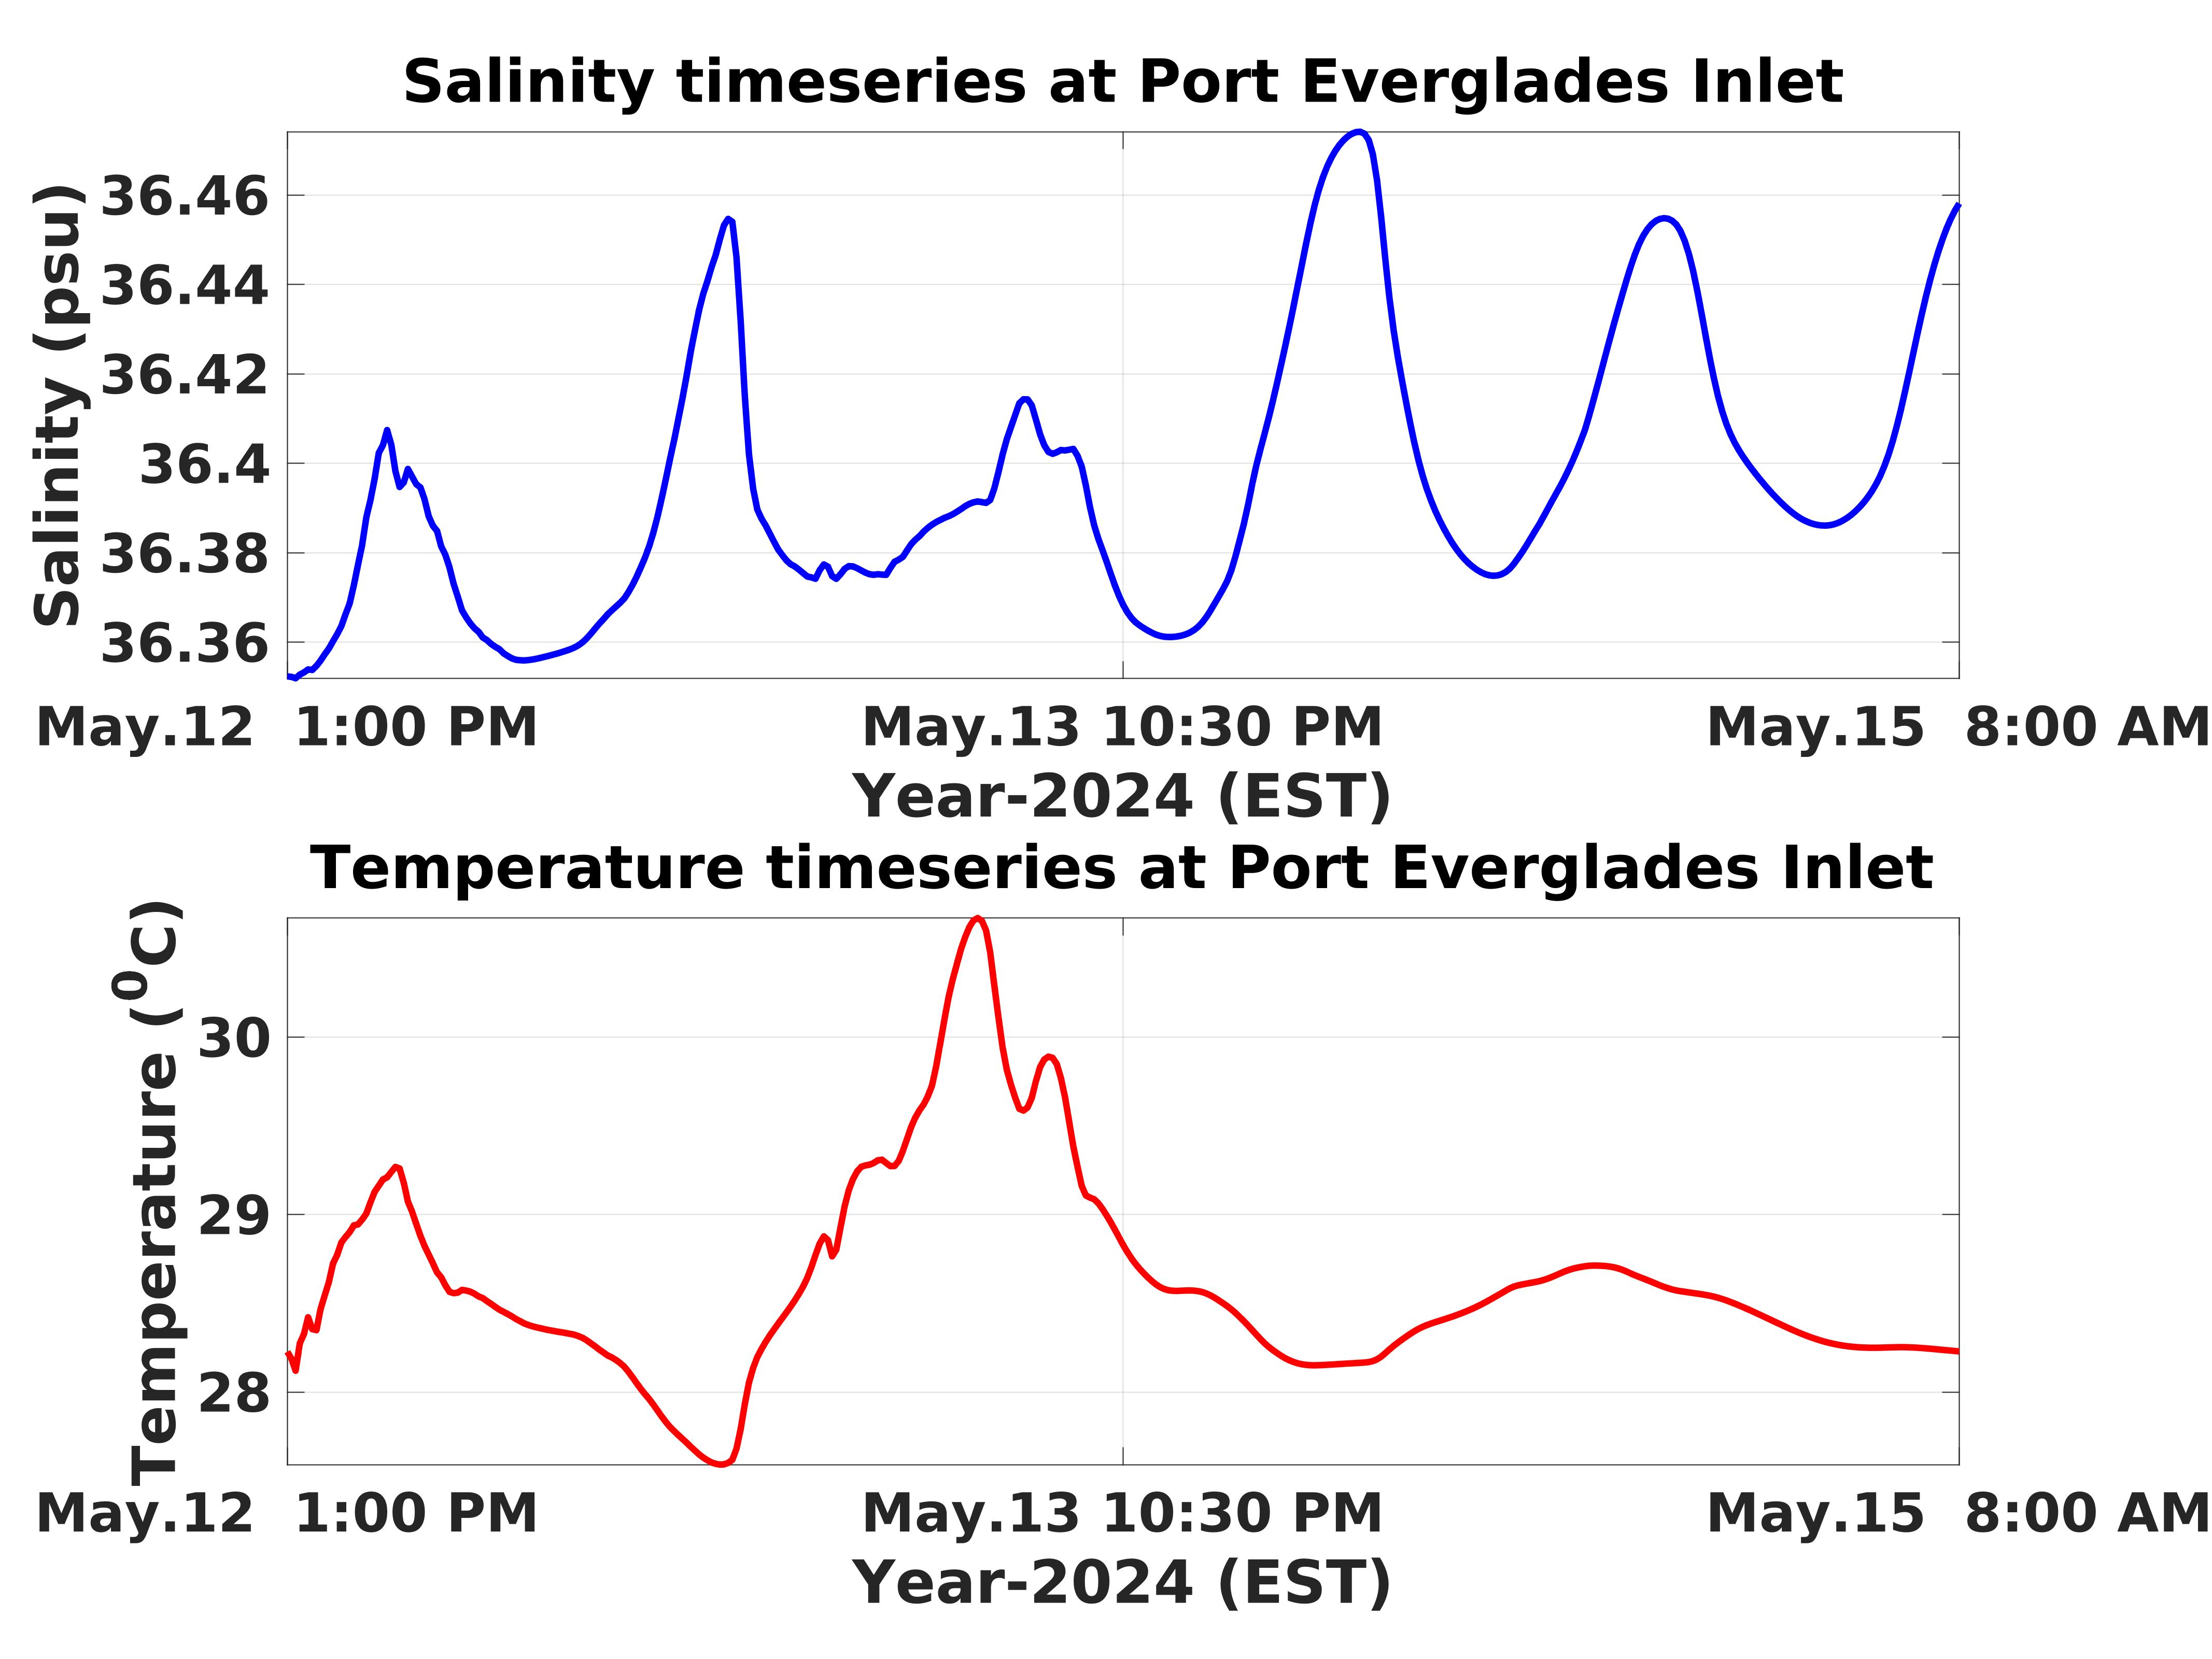 Salinity timeseries at Port Everglades Inlet
Salinity (psu)
36.46
36.44
36.42
36.4
36.38
36.36
May.12 1:00 PM May.13 10:30 PM May.15 8:00 AM
Year-2024 (EST)
Temperature timeseries at Port Everglades Inlet
Temperature (⁰C)
30
29
28
May.12 1:00 PM May.13 10:30 PM May.15 8:00 AM
Year-2024 (EST)